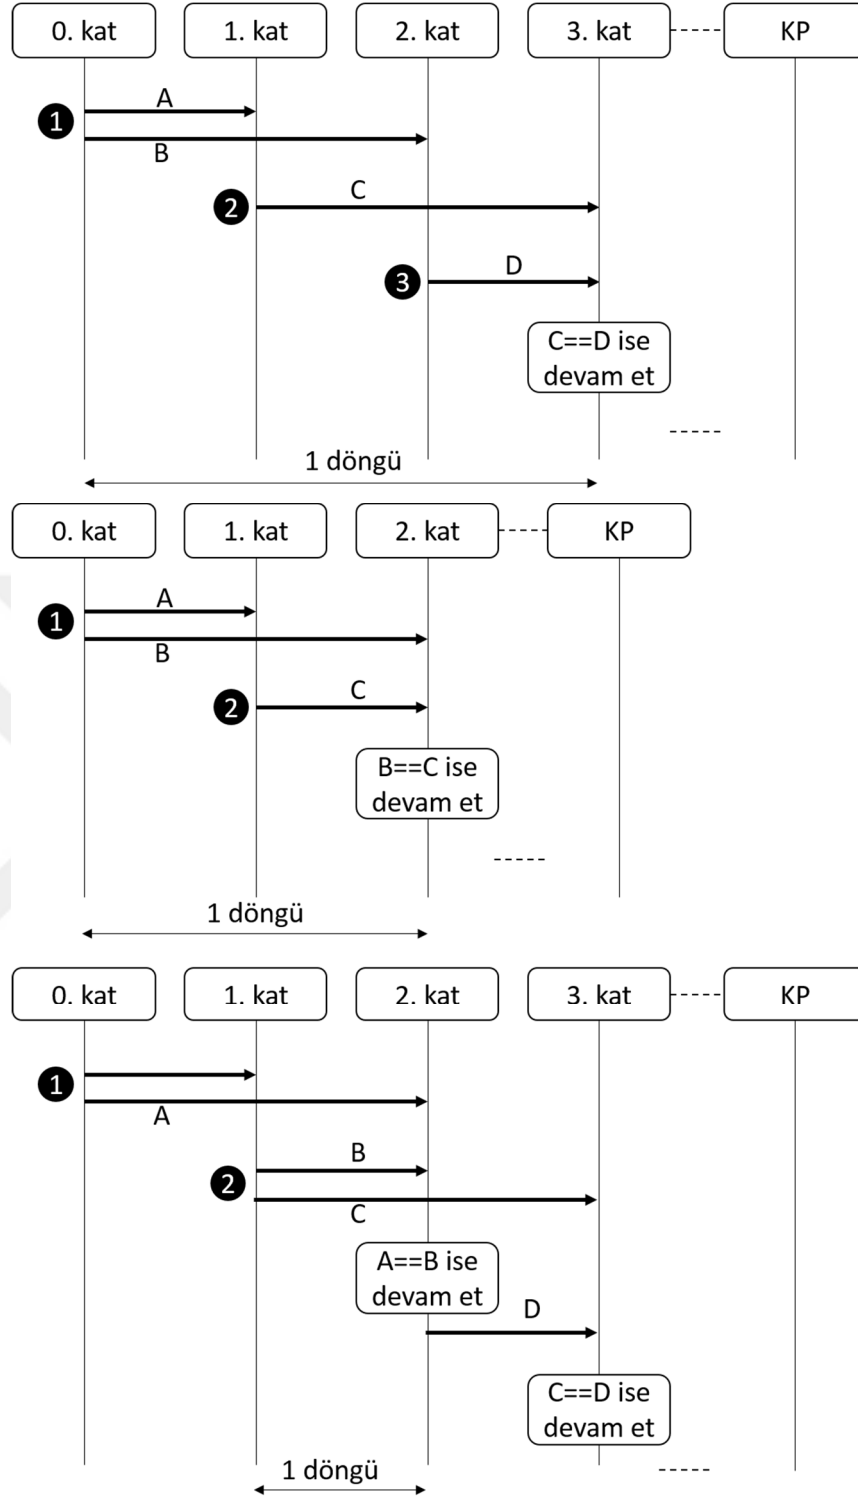 0. kat 1. kat 2. kat 3. kat KP
A
1
B
2 C
3 D
C==D ise
devam et
1 döngü
0. kat 1. kat 2. kat KP
A
1
B
2 C
B==C ise
devam et
1 döngü
0. kat 1. kat 2. kat 3. kat KP
1
A
B
2
C
A==B ise
devam et
D
C==D ise
devam et
1 döngü